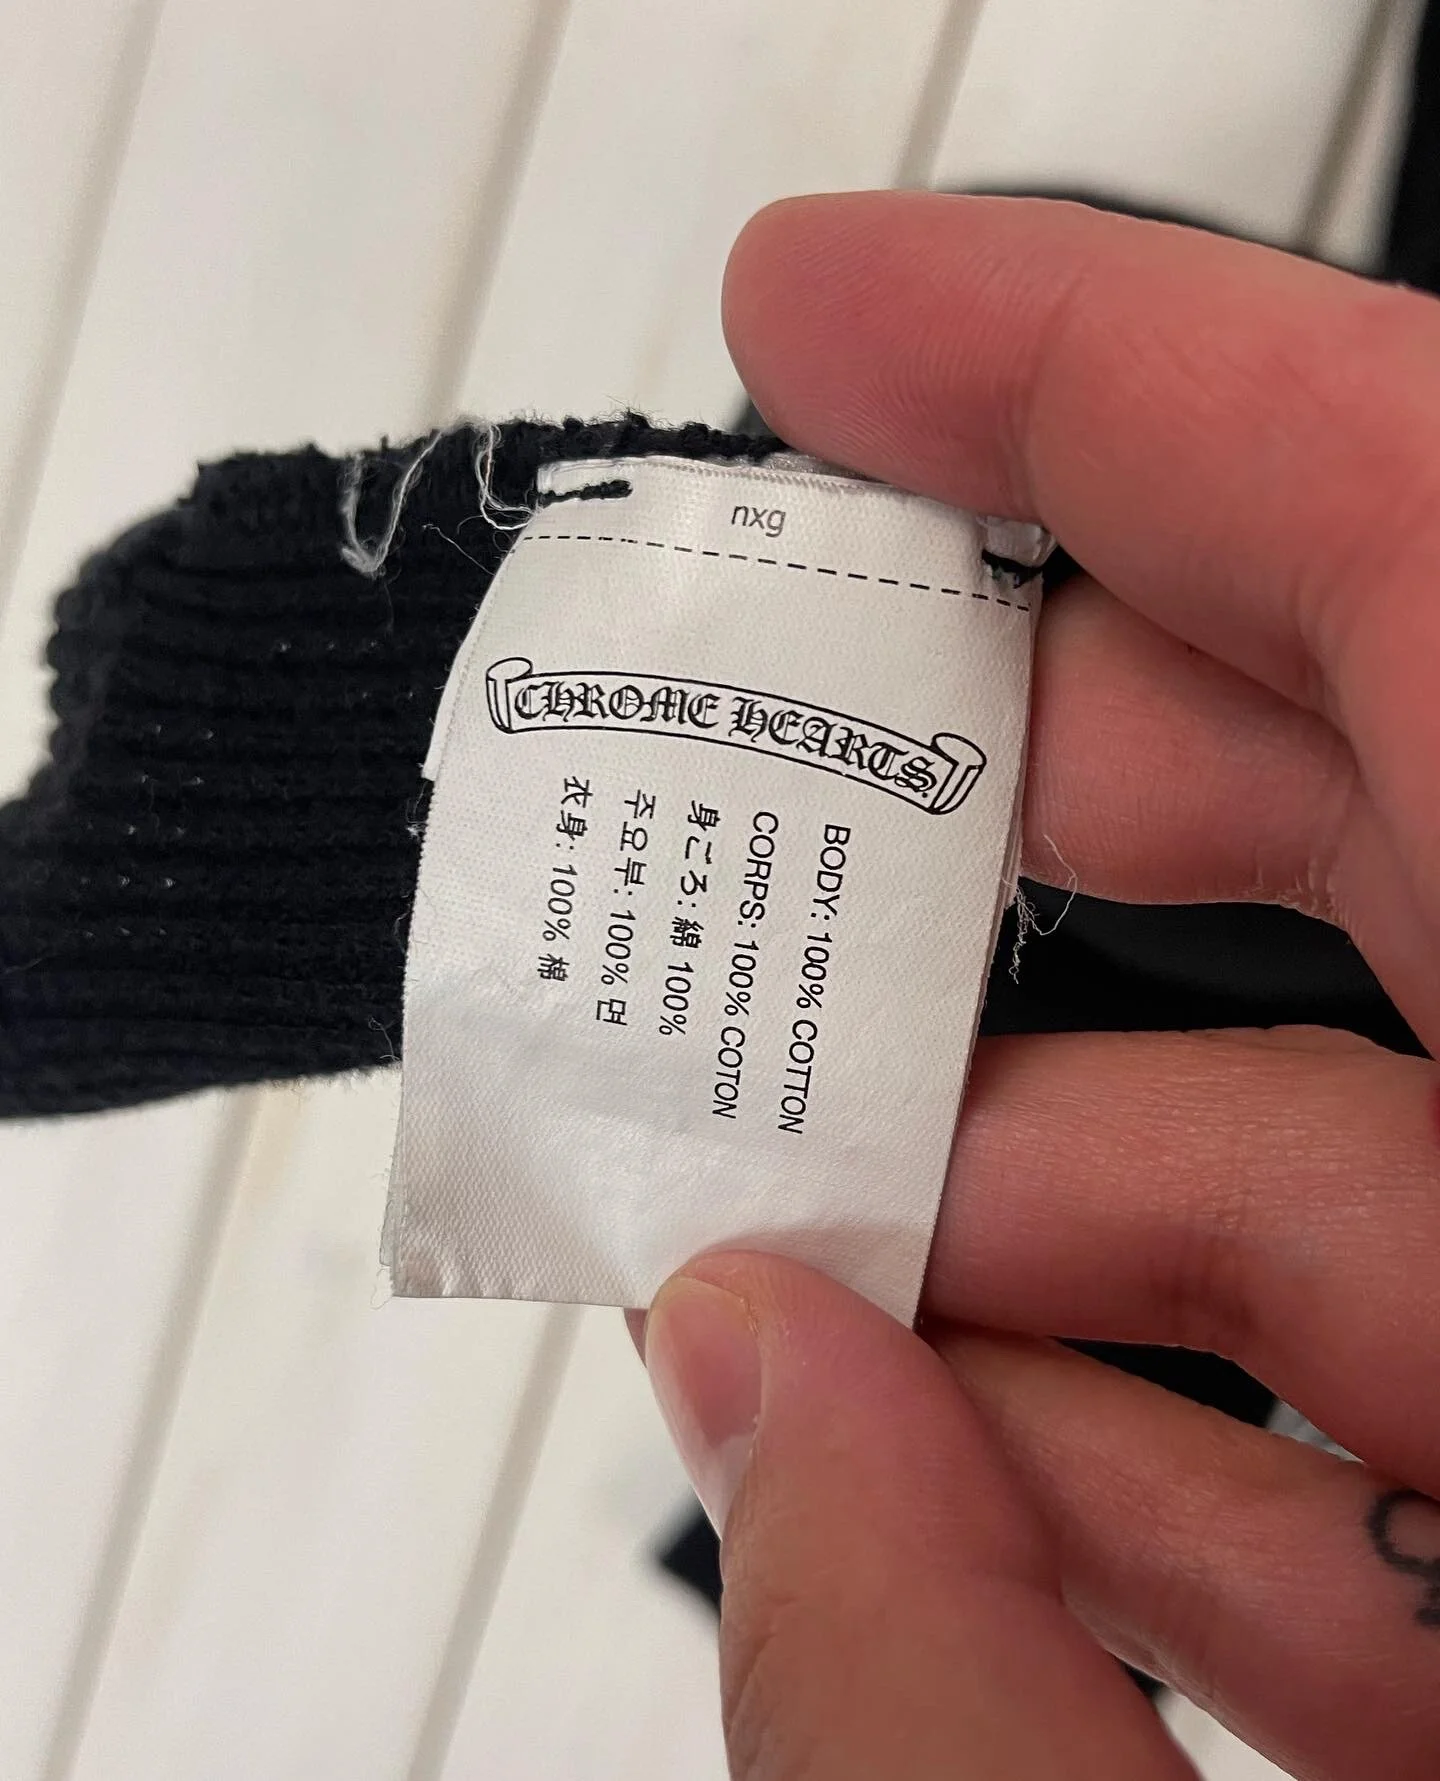 nxg
CHROME HEARTS
BODY: 100% COTTON
CORPS: 100% COTON
身ごろ: 綿 100%
주요부: 100% 면
衣身: 100% 棉